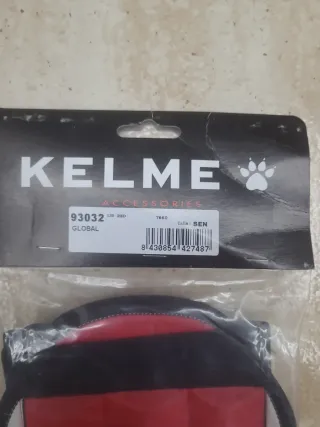 KELME
ACCESSORIES
93032
GLOBAL
SEN
8 430854 427487